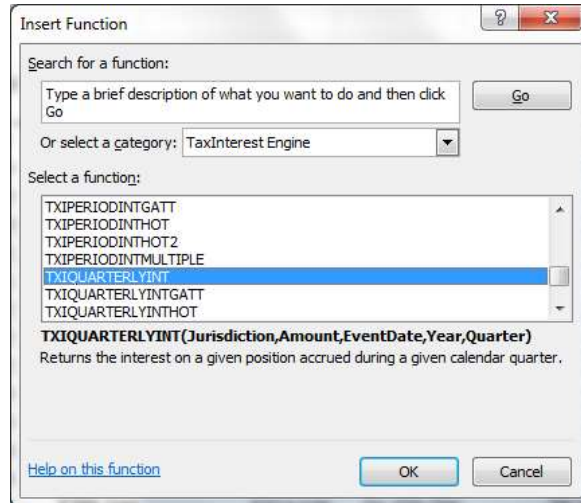 Insert Function
Search for a function:
Type a brief description of what you want to do and then click
Go
Go
Or select a category: TaxInterest Engine
Select a function:
TXIPERIODINTGATT
TXIPERIODINTHOT
TXIPERIODINTHOT2
TXIPERIODINTMULTIPLE
TXIQUARTERLYINT
TXIQUARTERLYINTGATT
TXIQUARTERLYINTHOT
TXIQUARTERLYINT(Jurisdiction,Amount,EventDate,Year,Quarter)
Returns the interest on a given position accrued during a given calendar quarter.
Help on this function
OK
Cancel